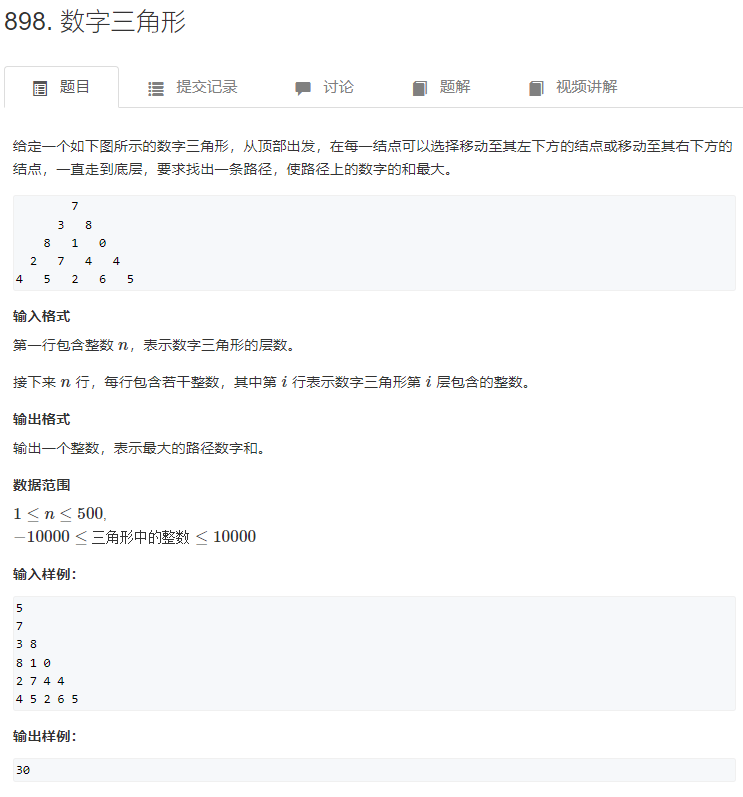 898. 数字三角形
题目 提交记录 讨论 题解 视频讲解
给定一个如下图所示的数字三角形，从顶部出发，在每一结点可以选择移动至其左下方的结点或移动至其右下方的
结点，一直走到底层，要求找出一条路径，使路径上的数字的和最大。
7
3 8
8 1 0
2 7 4 4
4 5 2 6 5
输入格式
第一行包含整数 n，表示数字三角形的层数。
接下来 n 行，每行包含若干整数，其中第 i 行表示数字三角形第 i 层包含的整数。
输出格式
输出一个整数，表示最大的路径数字和。
数据范围
1 ≤ n ≤ 500,
−10000 ≤ 三角形中的整数 ≤ 10000
输入样例：
5
7
3 8
8 1 0
2 7 4 4
4 5 2 6 5
输出样例：
30